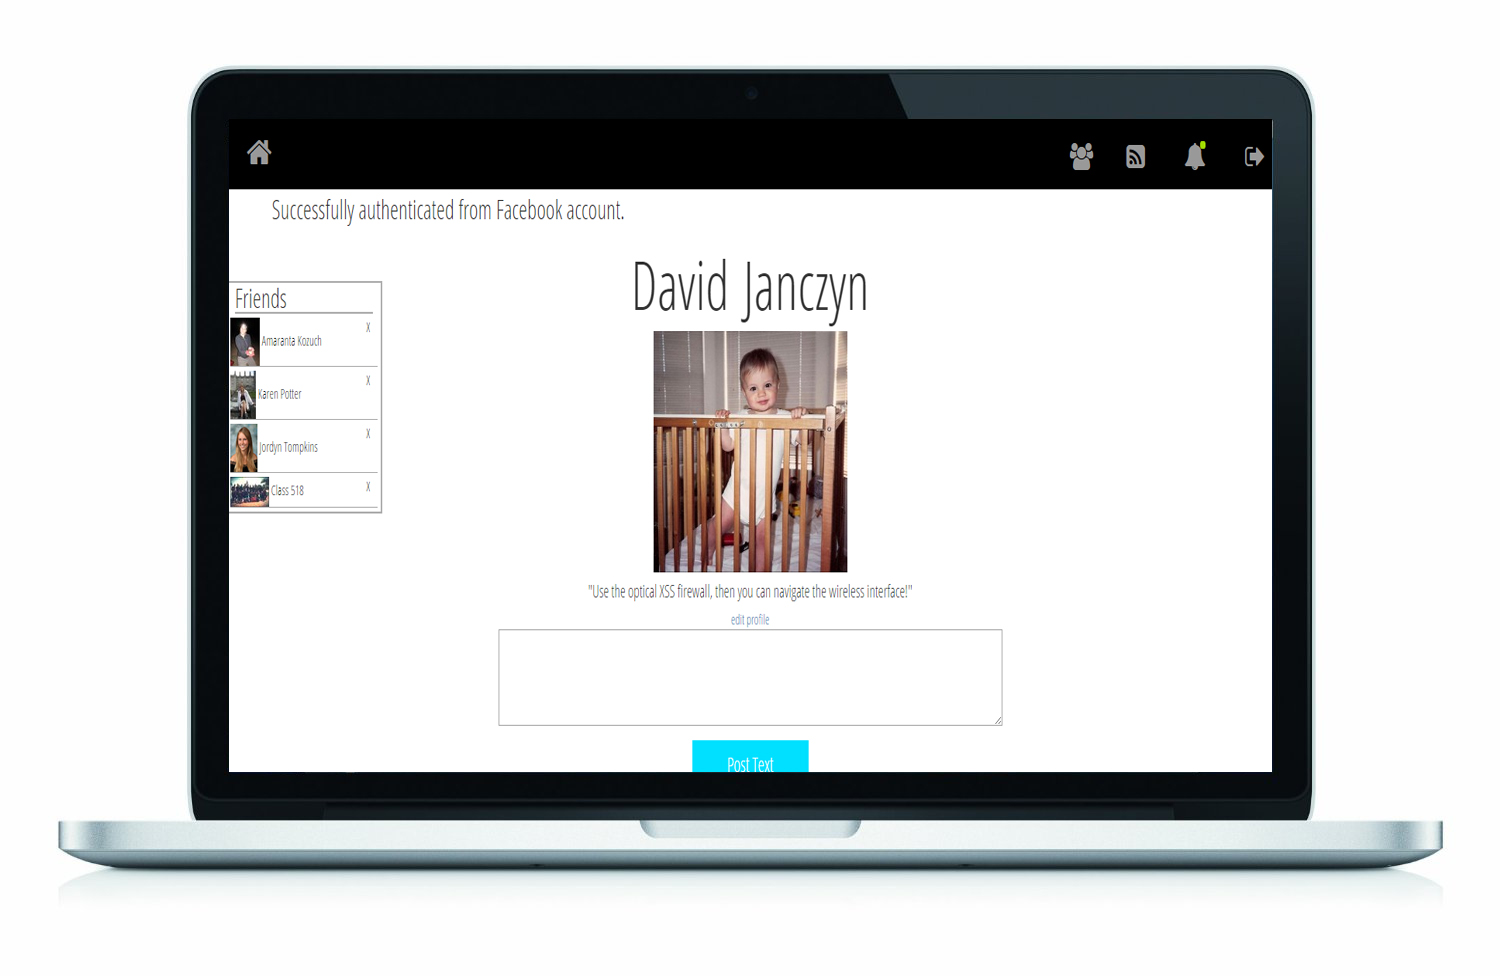 Successfully authenticated from Facebook account.
David Janczyn
Friends
X
Amaranta Kozuch
X
Karen Potter
X
Jordyn Tompkins
X
Class 518
"Use the optical XSS firewall, then you can navigate the wireless interface!"
edit profile
Post Text